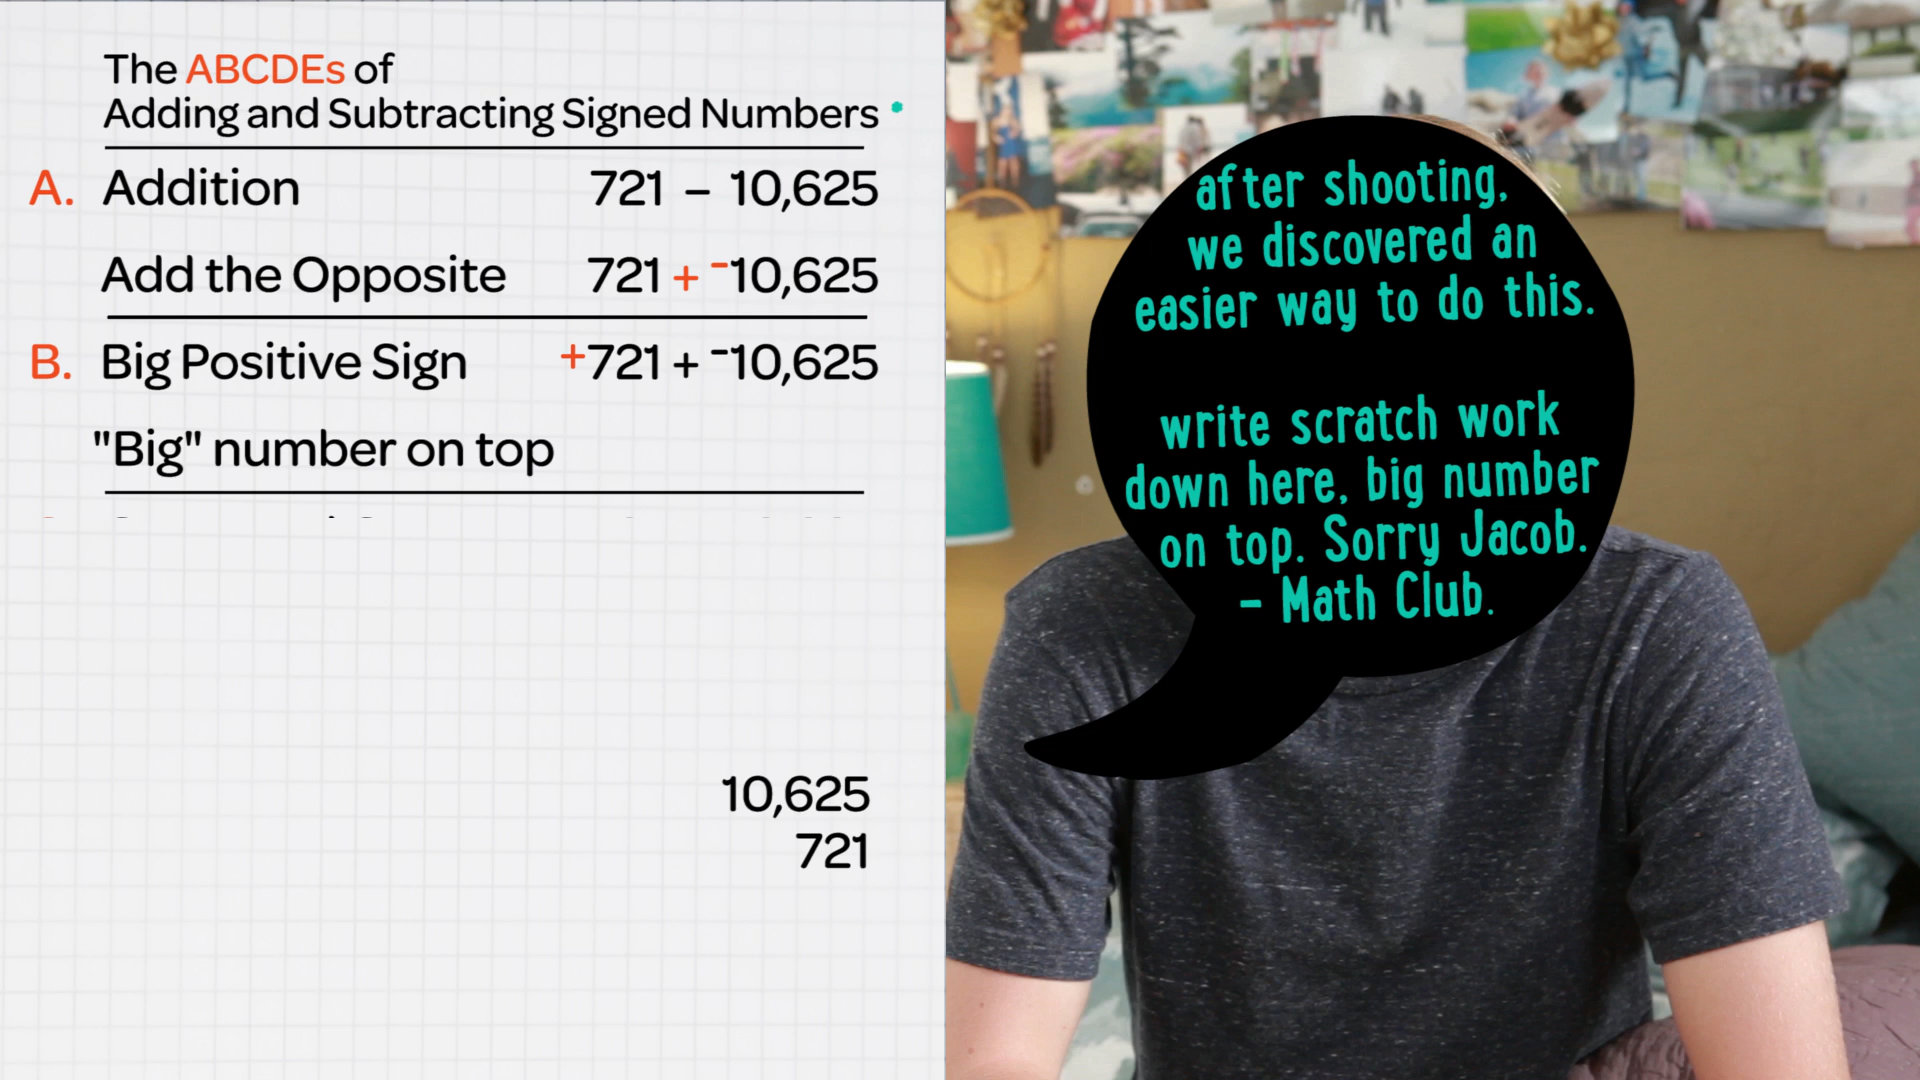 The ABCDEs of
Adding and Subtracting Signed Numbers
A. Addition 721 – 10,625
Add the Opposite 721 + ⁻10,625
B. Big Positive Sign ⁺721 + ⁻10,625
"Big" number on top
10,625
721
after shooting,
we discovered an
easier way to do this.
write scratch work
down here, big number
on top. Sorry Jacob.
– Math Club.